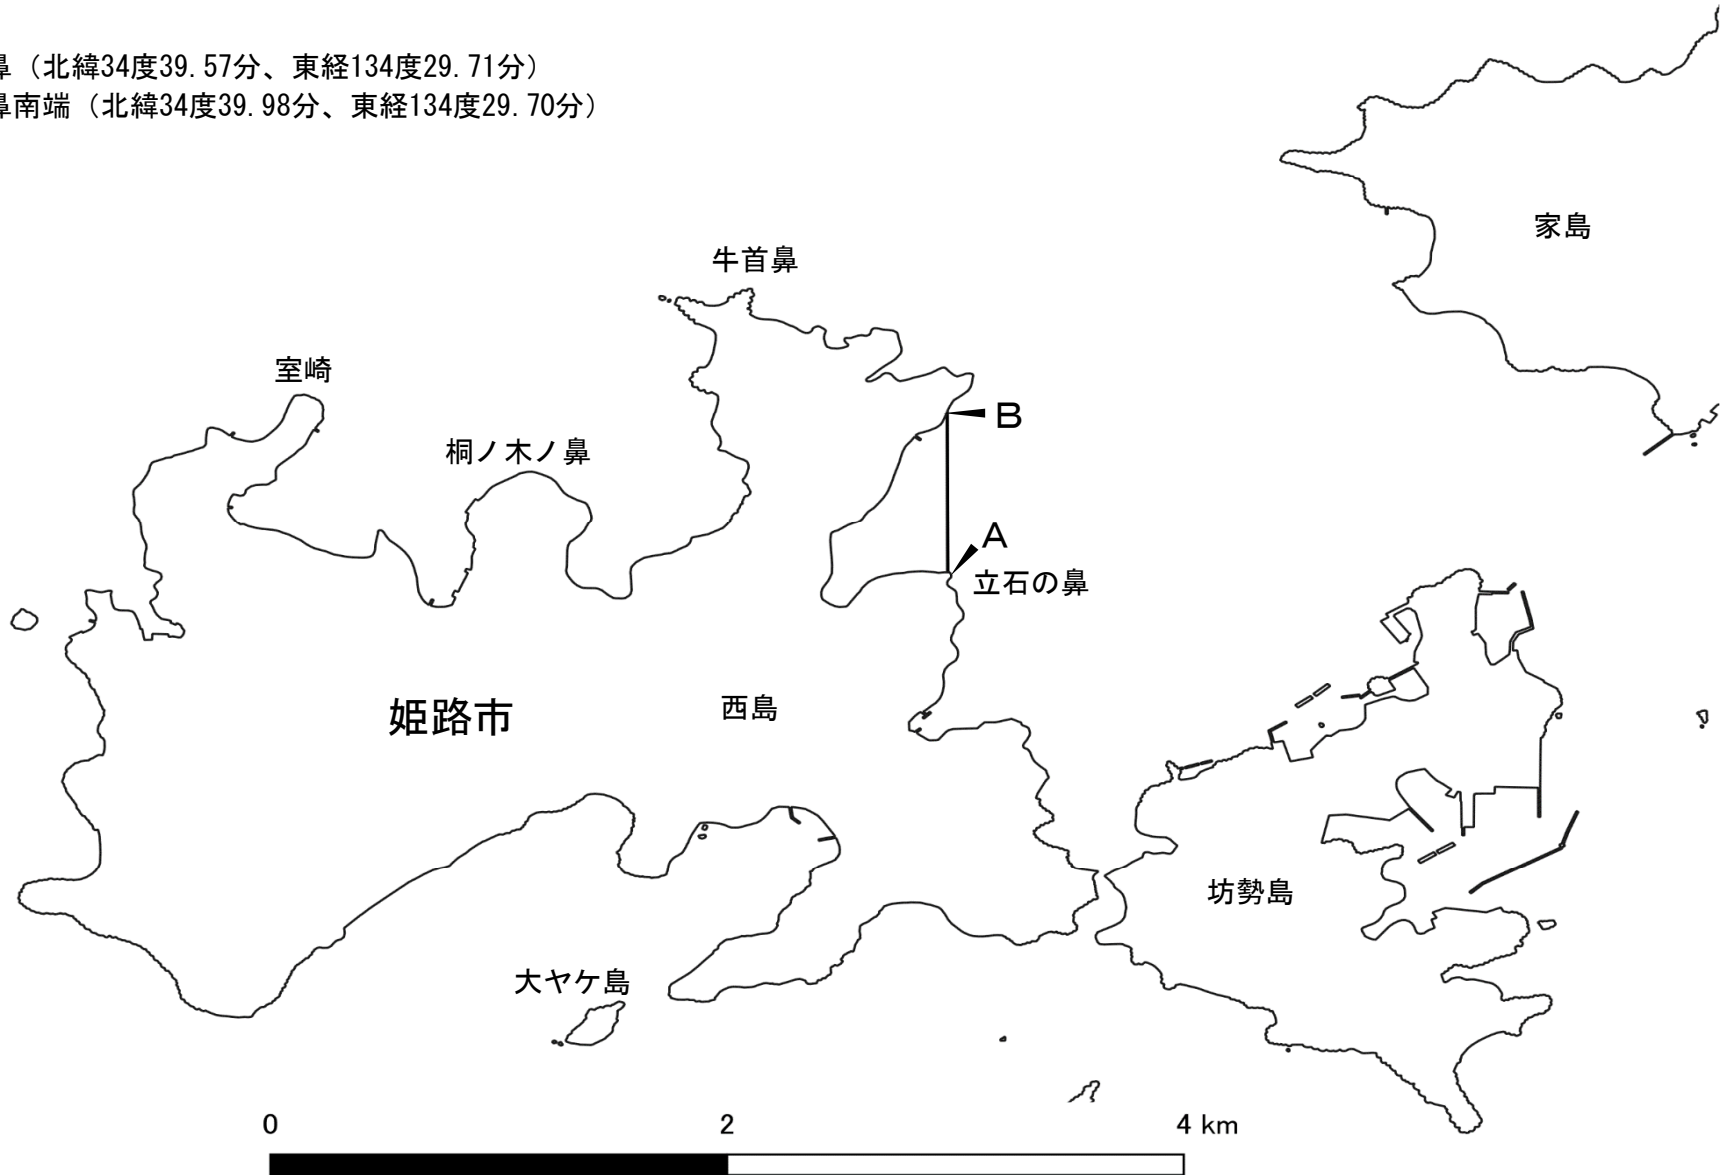 鼻（北緯34度39.57分、東経134度29.71分）
鼻南端（北緯34度39.98分、東経134度29.70分）
家島
牛首鼻
室崎
B
桐ノ木ノ鼻
A
立石の鼻
姫路市
西島
坊勢島
大ヤケ島
0 2 4 km